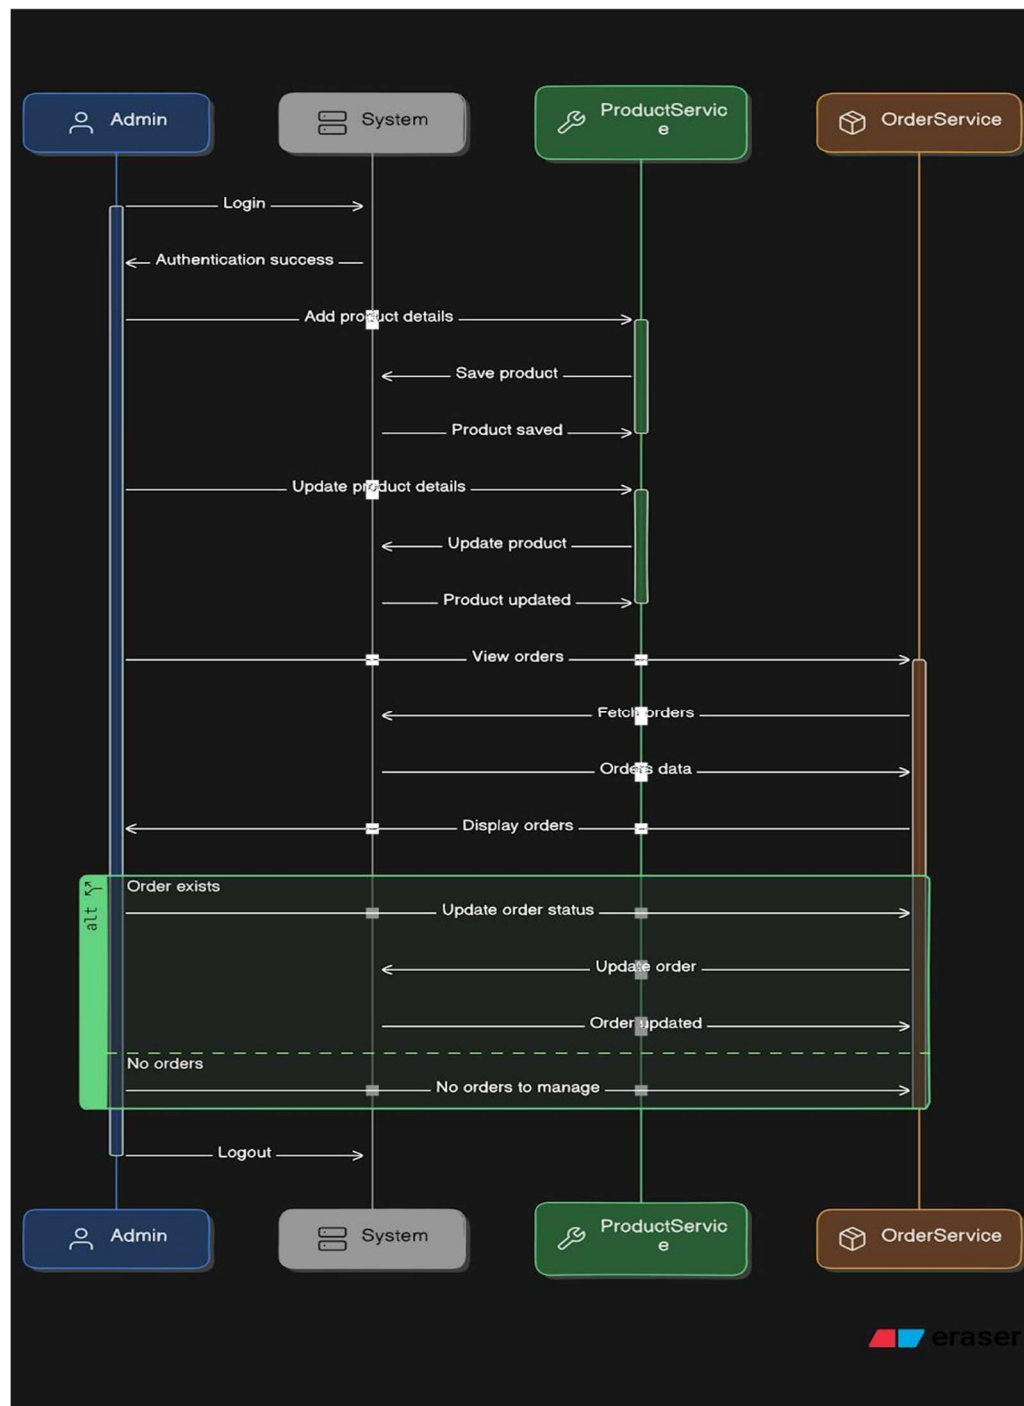 Admin
System
ProductServic
e
OrderService
Login
Authentication success
Add product details
Save product
Product saved
Update product details
Update product
Product updated
View orders
Fetch orders
Orders data
Display orders
alt
Order exists
Update order status
Update order
Order updated
No orders
No orders to manage
Logout
Admin
System
ProductServic
e
OrderService
eraser